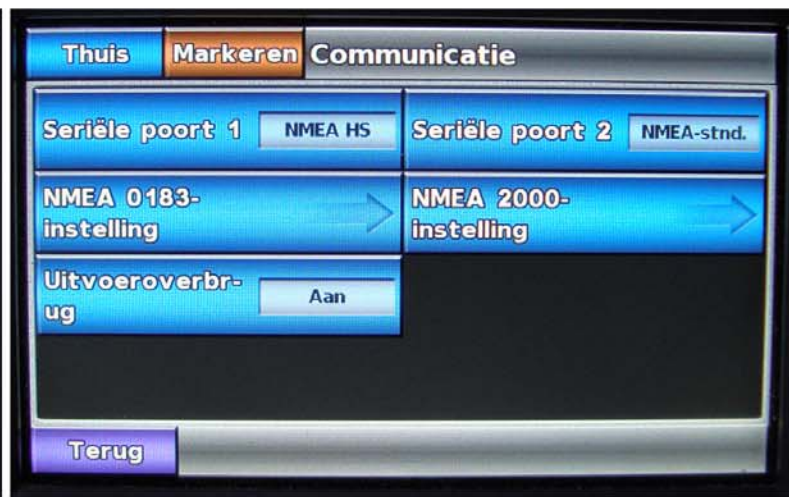 Thuis Markeren Communicatie
Seriële poort 1 NMEA HS Seriële poort 2 NMEA-stnd.
NMEA 0183-
instelling
NMEA 2000-
instelling
Uitvoeroverbr-
ug
Aan
Terug